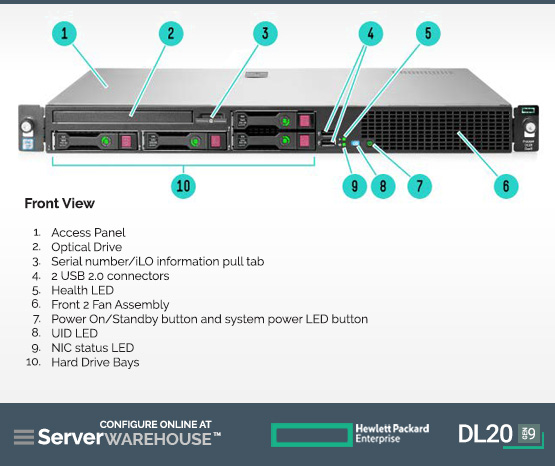 1 2 3 4 5
10 9 8 7 6
Front View
1. Access Panel
2. Optical Drive
3. Serial number/iLO information pull tab
4. 2 USB 2.0 connectors
5. Health LED
6. Front 2 Fan Assembly
7. Power On/Standby button and system power LED button
8. UID LED
9. NIC status LED
10. Hard Drive Bays
CONFIGURE ONLINE AT
ServerWAREHOUSE™
Hewlett Packard
Enterprise
DL20 GEN 9